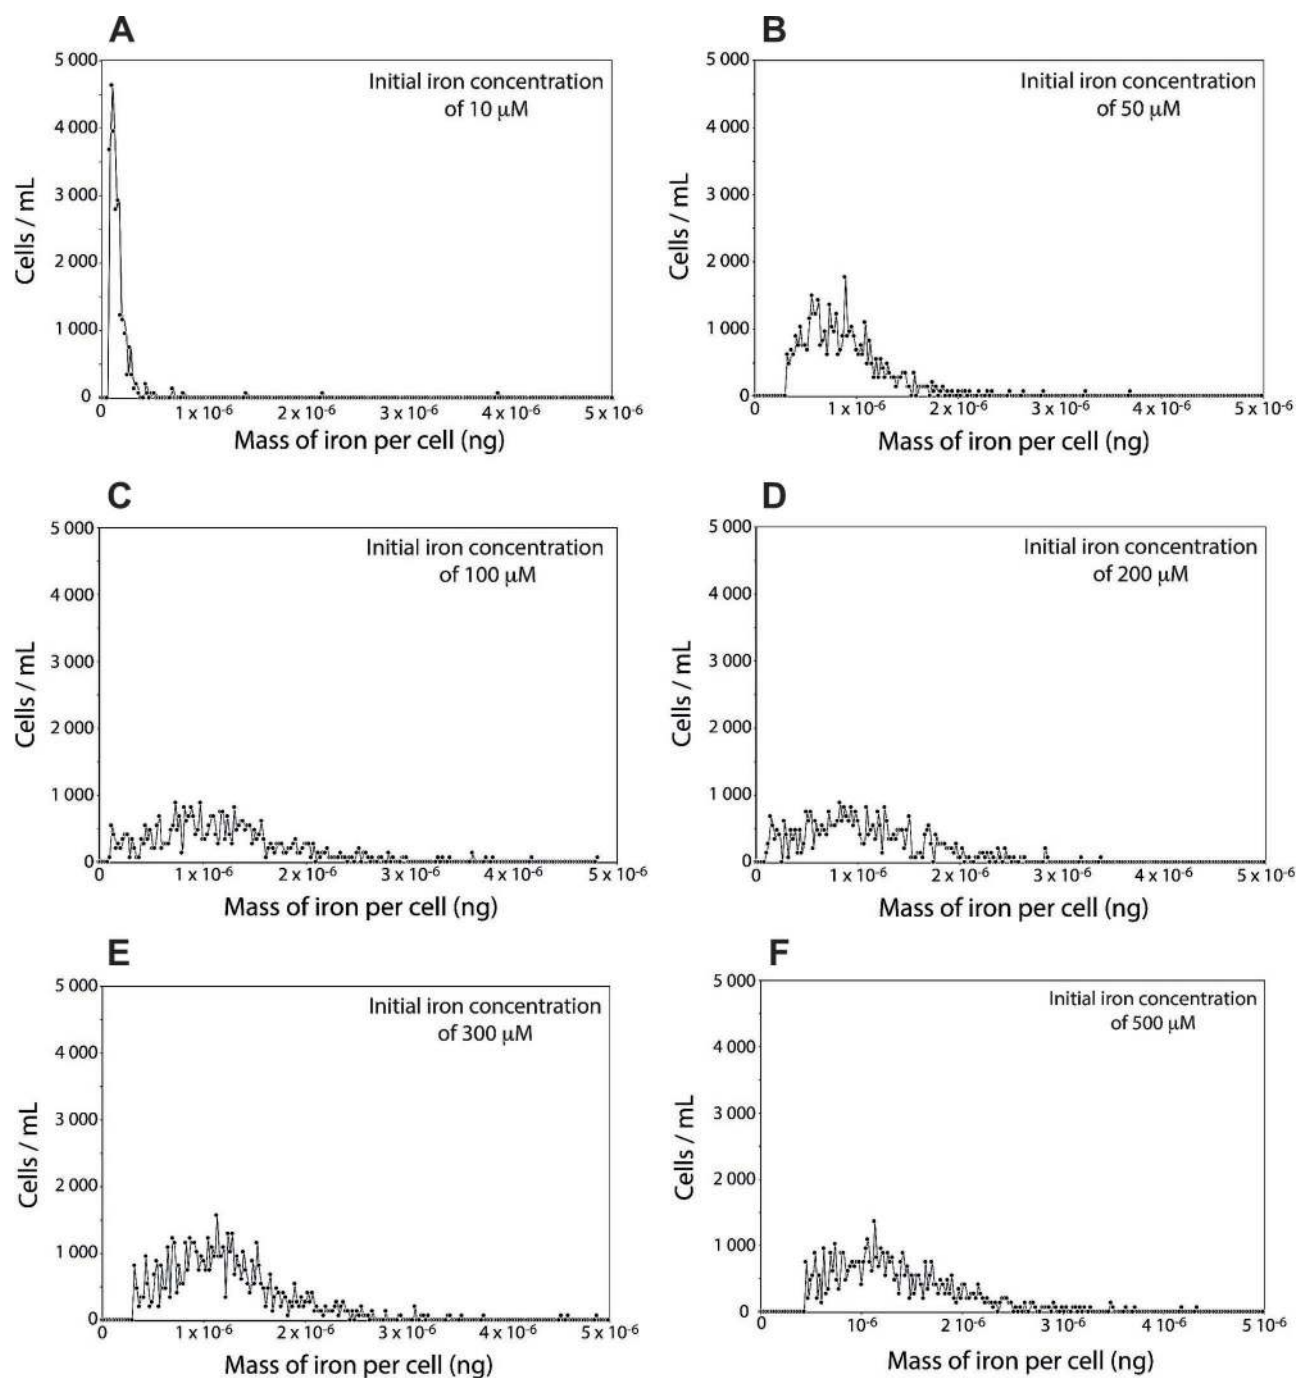 A
5 000
4 000
3 000
2 000
1 000
0
Cells / mL
Initial iron concentration
of 10 µM
0 1 x 10-6 2 x 10-6 3 x 10-6 4 x 10-6 5 x 10-6
Mass of iron per cell (ng)
B
5 000
4 000
3 000
2 000
1 000
0
Cells / mL
Initial iron concentration
of 50 µM
0 1 x 10-6 2 x 10-6 3 x 10-6 4 x 10-6 5 x 10-6
Mass of iron per cell (ng)
C
5 000
4 000
3 000
2 000
1 000
0
Cells / mL
Initial iron concentration
of 100 µM
0 1 x 10-6 2 x 10-6 3 x 10-6 4 x 10-6 5 x 10-6
Mass of iron per cell (ng)
D
5 000
4 000
3 000
2 000
1 000
0
Cells / mL
Initial iron concentration
of 200 µM
0 1 x 10-6 2 x 10-6 3 x 10-6 4 x 10-6 5 x 10-6
Mass of iron per cell (ng)
E
5 000
4 000
3 000
2 000
1 000
0
Cells / mL
Initial iron concentration
of 300 µM
0 1 x 10-6 2 x 10-6 3 x 10-6 4 x 10-6 5 x 10-6
Mass of iron per cell (ng)
F
5 000
4 000
3 000
2 000
1 000
0
Cells / mL
Initial iron concentration
of 500 µM
0 10-6 2 10-6 3 10-6 4 10-6 5 10-6
Mass of iron per cell (ng)